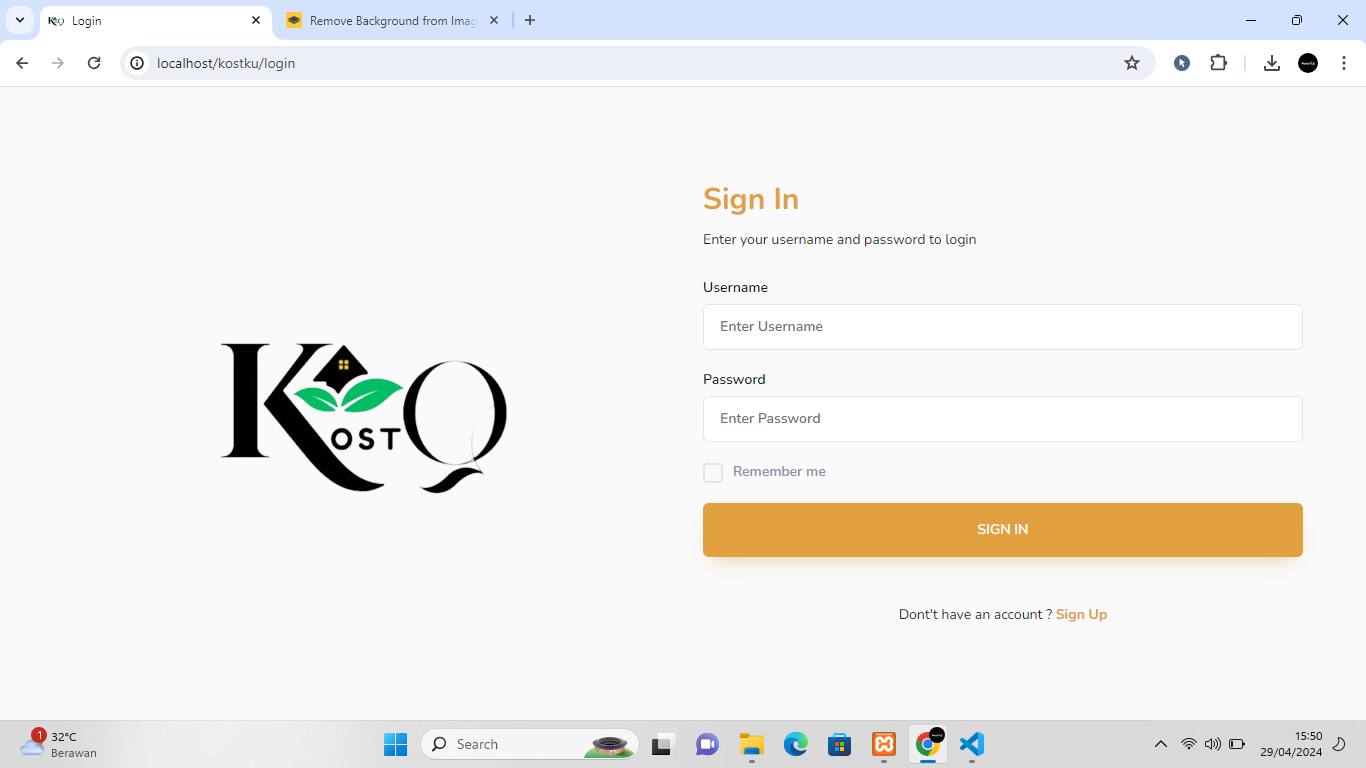 Login
Remove Background from Imag
localhost/kostku/login
Sign In
Enter your username and password to login
Username
Enter Username
Password
Enter Password
Remember me
SIGN IN
Dont't have an account ? Sign Up
KOSTQ
1
32°C
Berawan
Search
15:50
29/04/2024